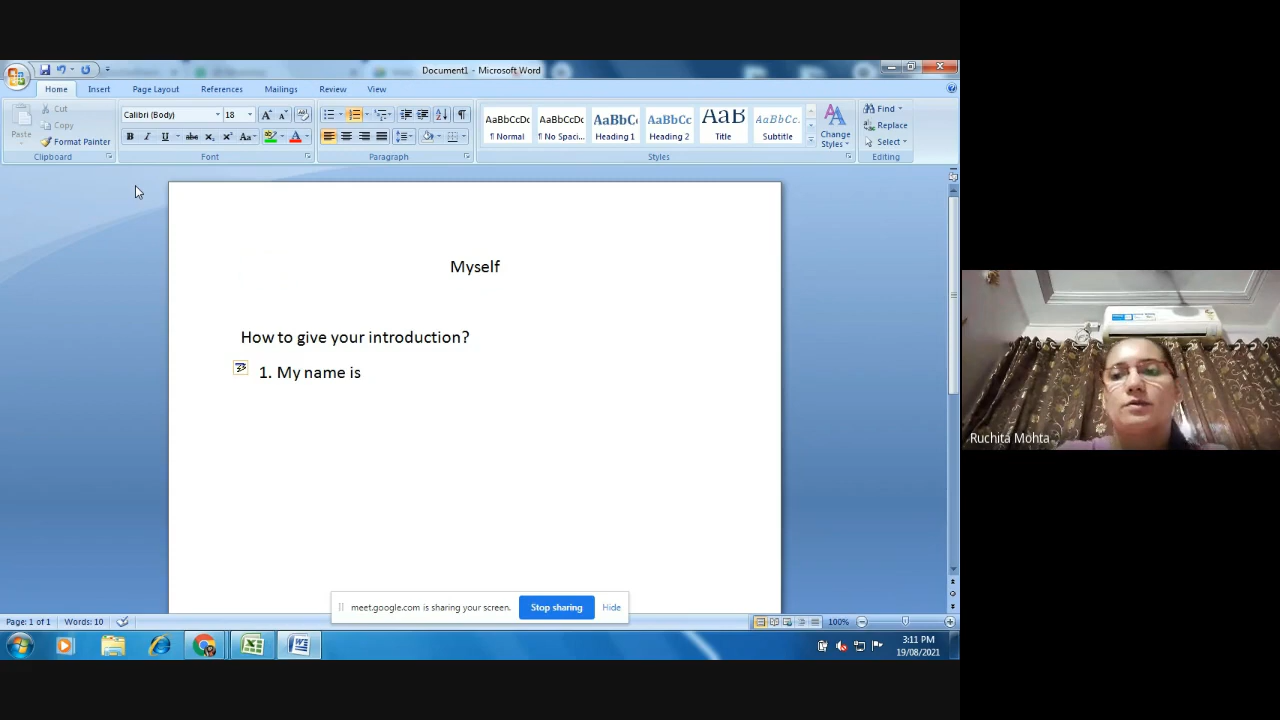 Document1 - Microsoft Word
Home Insert Page Layout References Mailings Review View
Paste
Cut
Copy
Format Painter
Clipboard
Calibri (Body) 18
Font
Paragraph
AaBbCcDc AaBbCcDc AaBbC AaBbCc AaB AaBbCc.
¶ Normal ¶ No Spaci... Heading 1 Heading 2 Title Subtitle
Change Styles
Styles
Find
Replace
Select
Editing
Myself
How to give your introduction?
1. My name is
Ruchita Mohta
meet.google.com is sharing your screen. Stop sharing Hide
Page: 1 of 1 Words: 10 100%
3:11 PM
19/08/2021